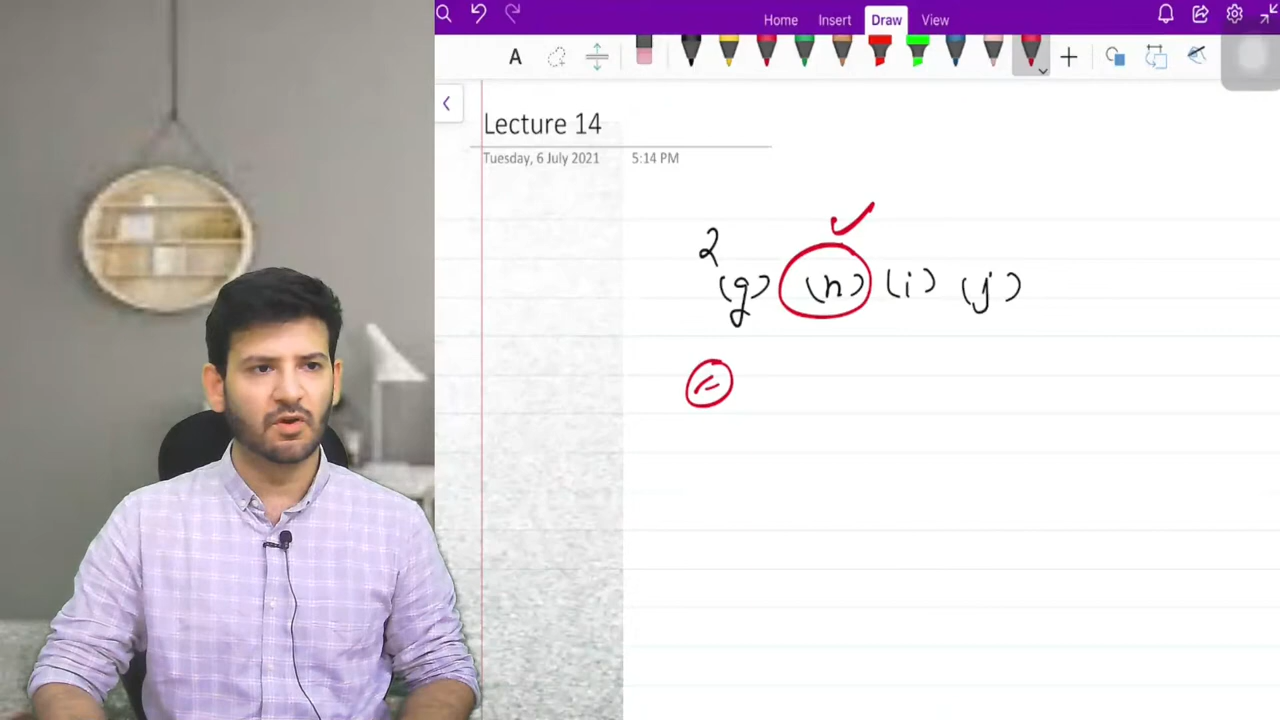 Home Insert Draw View
A
Lecture 14
Tuesday, 6 July 2021 5:14 PM
2
(g) (h) (i) (j)
=